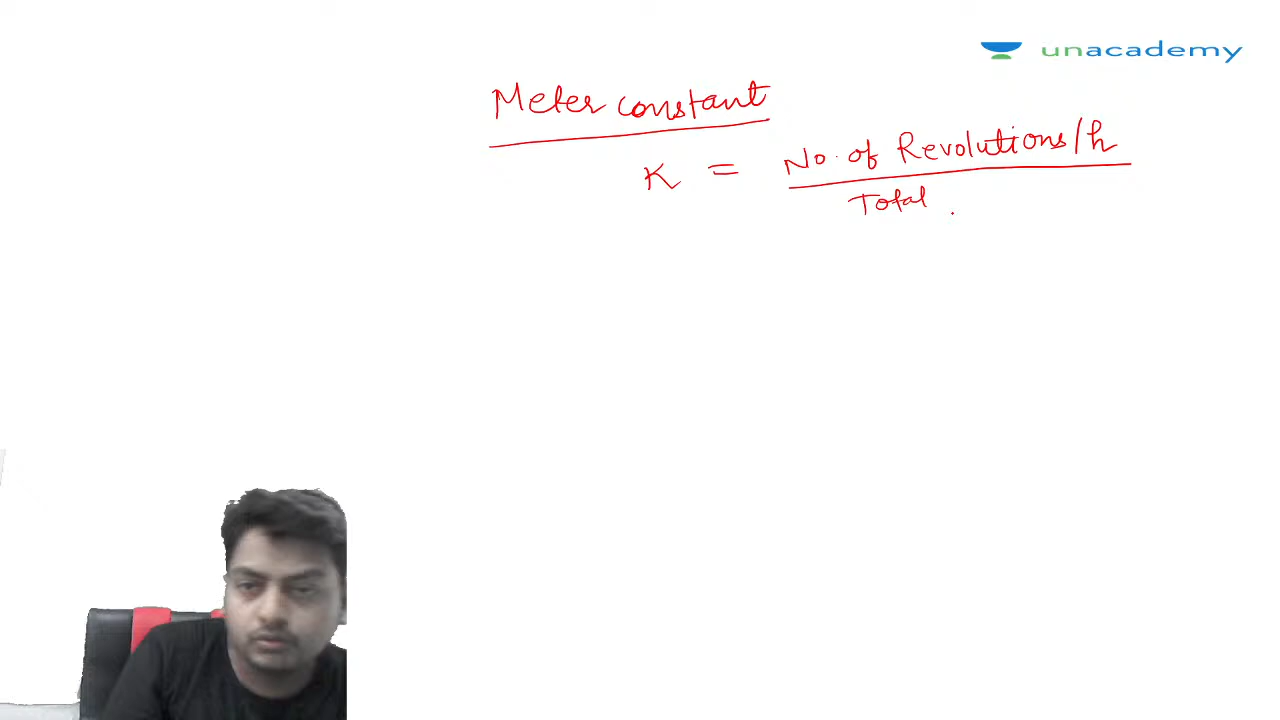 unacademy
Meter constant
K = No. of Revolutions/h
Total